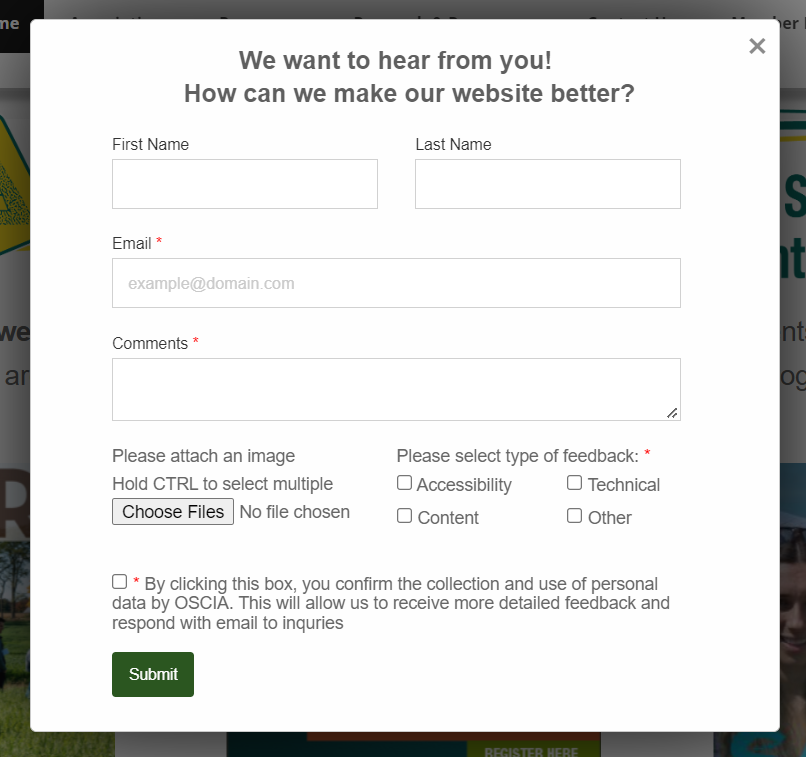 We want to hear from you!
How can we make our website better?
First Name
Last Name
Email *
example@domain.com
Comments *
Please attach an image
Hold CTRL to select multiple
Choose Files No file chosen
Please select type of feedback: *
Accessibility
Technical
Content
Other
* By clicking this box, you confirm the collection and use of personal
data by OSCIA. This will allow us to receive more detailed feedback and
respond with email to inquries
Submit
REGISTER HERE